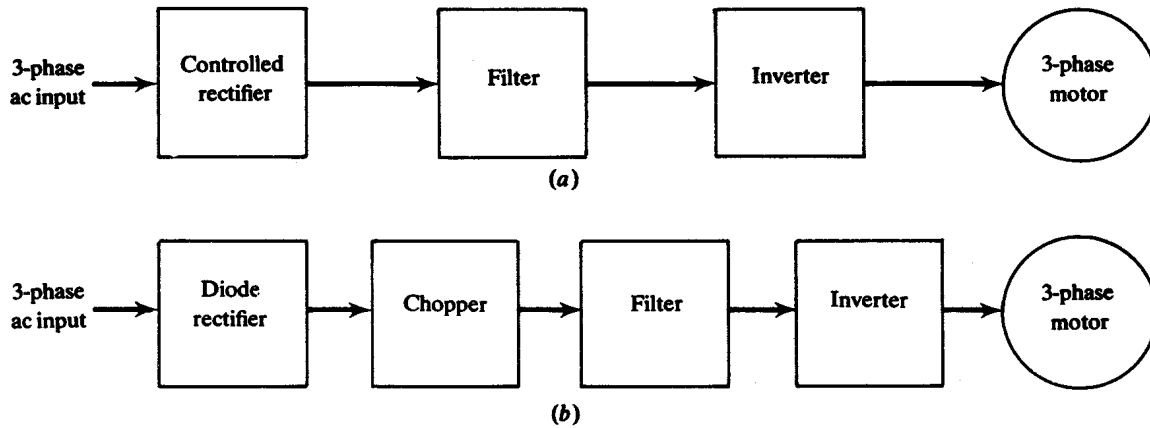 3-phase
ac input
Controlled
rectifier
Filter
Inverter
3-phase
motor
(a)
3-phase
ac input
Diode
rectifier
Chopper
Filter
Inverter
3-phase
motor
(b)